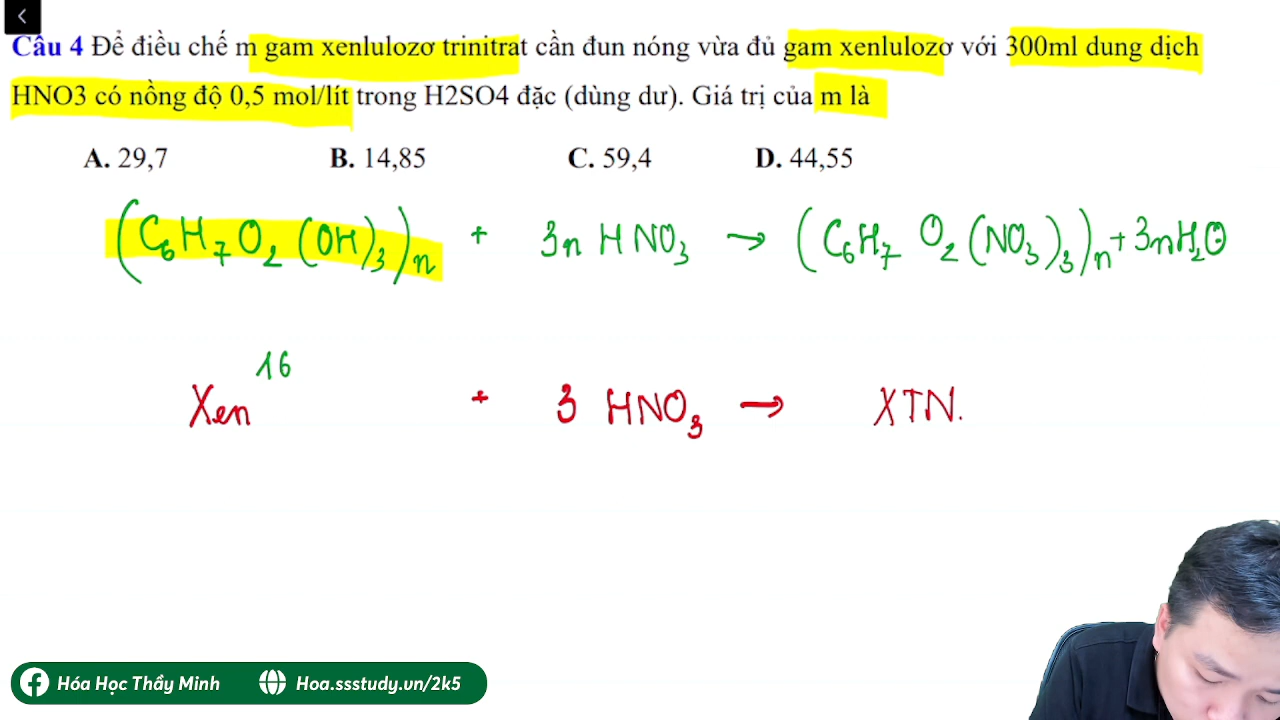 Câu 4 Để điều chế m gam xenlulozơ trinitrat cần đun nóng vừa đủ gam xenlulozơ với 300ml dung dịch
HNO3 có nồng độ 0,5 mol/lít trong H2SO4 đặc (dùng dư). Giá trị của m là
A. 29,7 B. 14,85 C. 59,4 D. 44,55
(C₆H₇O₂(OH)₃)ₙ + 3n HNO₃ → (C₆H₇O₂(NO₃)₃)ₙ + 3nH₂O
16
Xen + 3 HNO₃ → XTN.
Hóa Học Thầy Minh Hoa.ssstudy.vn/2k5